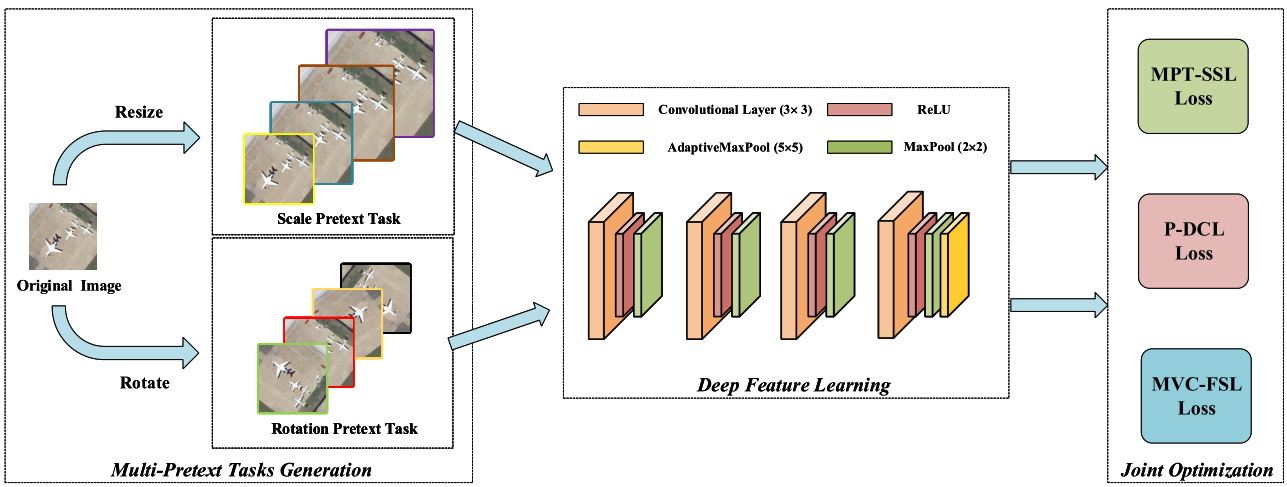 Resize
Scale Pretext Task
Original Image
Rotate
Rotation Pretext Task
Multi-Pretext Tasks Generation
Convolutional Layer (3× 3)
ReLU
AdaptiveMaxPool (5×5)
MaxPool (2×2)
Deep Feature Learning
MPT-SSL
Loss
P-DCL
Loss
MVC-FSL
Loss
Joint Optimization